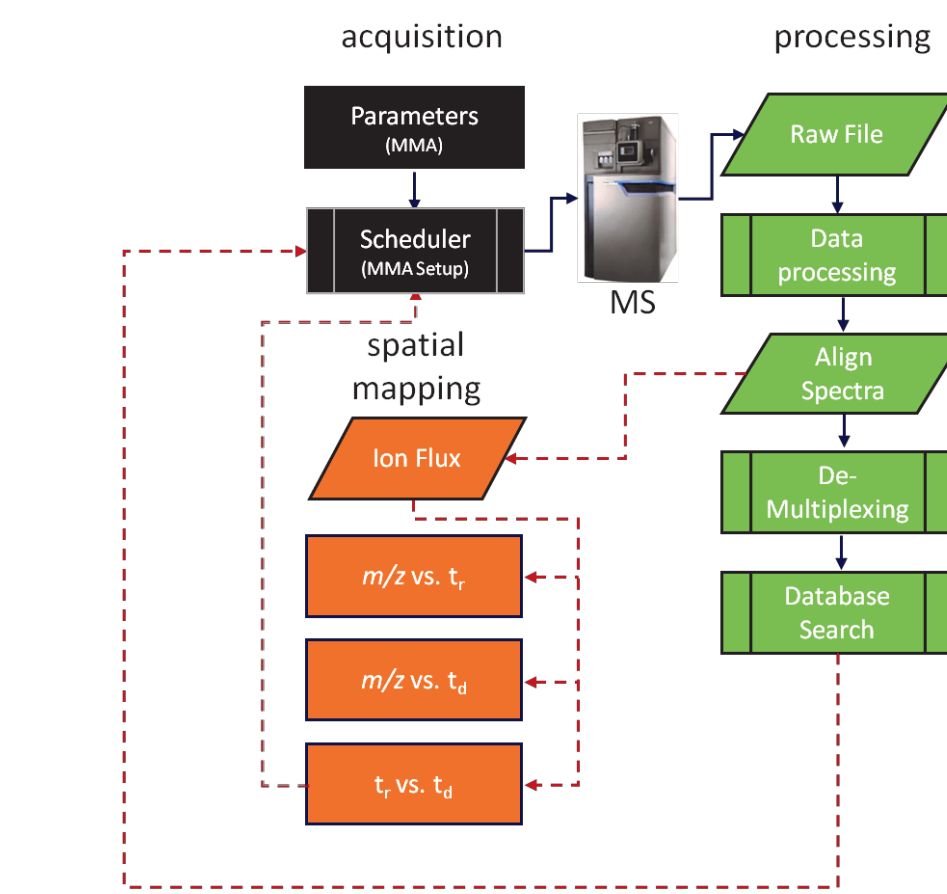 acquisition
processing
Parameters
(MMA)
Raw File
Scheduler
(MMA Setup)
Data
processing
MS
spatial
mapping
Align
Spectra
Ion Flux
De-
Multiplexing
m/z vs. tr
Database
Search
m/z vs. td
tr vs. td